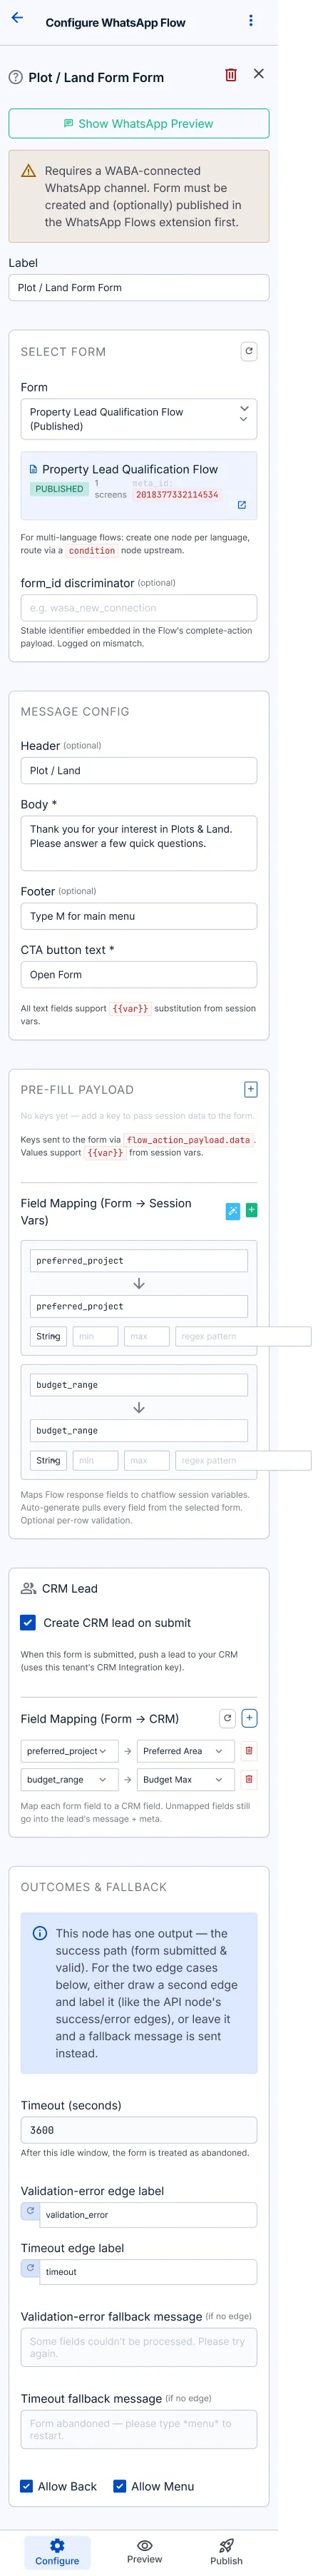 Configure WhatsApp Flow
Plot / Land Form Form
Show WhatsApp Preview
Requires a WABA-connected
WhatsApp channel. Form must be
created and (optionally) published in
the WhatsApp Flows extension first.
Label
Plot / Land Form Form
SELECT FORM
Form
Property Lead Qualification Flow
(Published)
Property Lead Qualification Flow
PUBLISHED 1 screens meta_id: 2018377332114534
For multi-language flows: create one node per language,
route via a condition node upstream.
form_id discriminator (optional)
e.g. wasa_new_connection
Stable identifier embedded in the Flow's complete-action
payload. Logged on mismatch.
MESSAGE CONFIG
Header (optional)
Plot / Land
Body *
Thank you for your interest in Plots & Land.
Please answer a few quick questions.
Footer (optional)
Type M for main menu
CTA button text *
Open Form
All text fields support {{var}} substitution from session
vars.
PRE-FILL PAYLOAD
No keys yet — add a key to pass session data to the form.
Keys sent to the form via flow_action_payload.data.
Values support {{var}} from session vars.
Field Mapping (Form → Session
Vars)
preferred_project
preferred_project
String min max regex pattern
budget_range
budget_range
String min max regex pattern
Maps Flow response fields to chatflow session variables.
Auto-generate pulls every field from the selected form.
Optional per-row validation.
CRM Lead
Create CRM lead on submit
When this form is submitted, push a lead to your CRM
(uses this tenant's CRM Integration key).
Field Mapping (Form → CRM)
preferred_project → Preferred Area
budget_range → Budget Max
Map each form field to a CRM field. Unmapped fields still
go into the lead's message + meta.
OUTCOMES & FALLBACK
This node has one output — the
success path (form submitted &
valid). For the two edge cases
below, either draw a second edge
and label it (like the API node's
success/error edges), or leave it
and a fallback message is sent
instead.
Timeout (seconds)
3600
After this idle window, the form is treated as abandoned.
Validation-error edge label
validation_error
Timeout edge label
timeout
Validation-error fallback message (if no edge)
Some fields couldn't be processed. Please try
again.
Timeout fallback message (if no edge)
Form abandoned — please type *menu* to
restart.
Allow Back Allow Menu
Configure Preview Publish